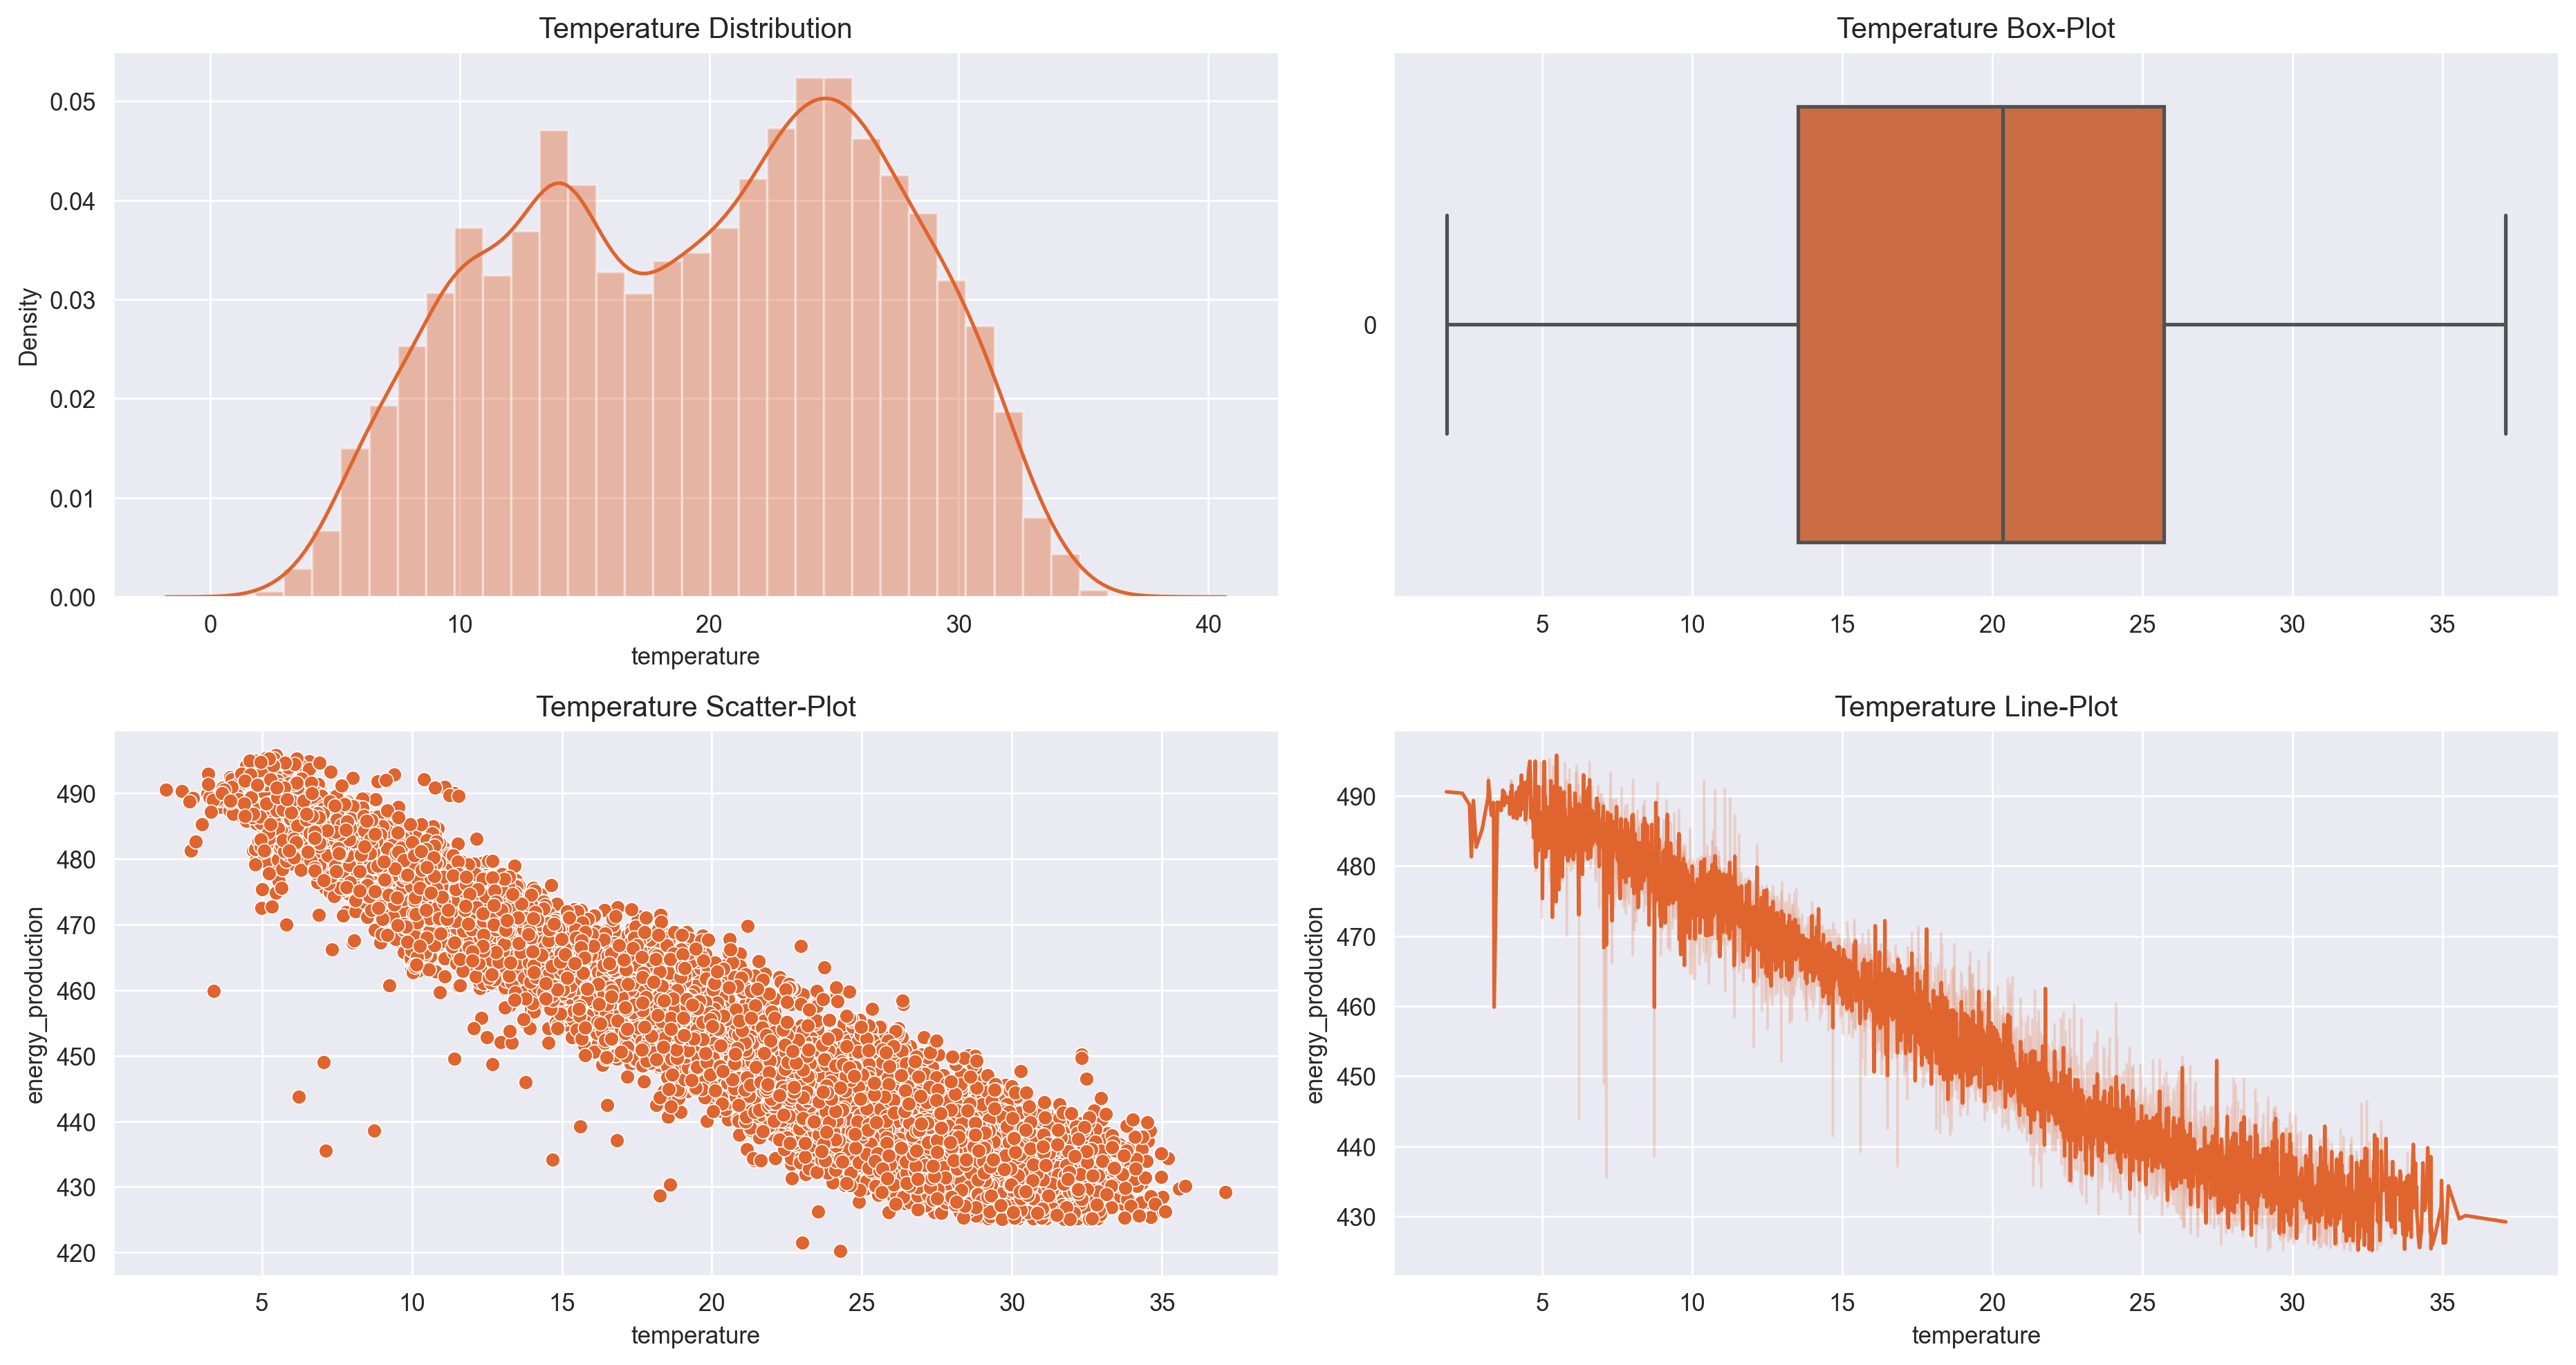 Temperature Distribution
Density
0.05
0.04
0.03
0.02
0.01
0.00
0 10 20 30 40
temperature
Temperature Box-Plot
0
5 10 15 20 25 30 35
Temperature Scatter-Plot
energy_production
490
480
470
460
450
440
430
420
5 10 15 20 25 30 35
temperature
Temperature Line-Plot
energy_production
490
480
470
460
450
440
430
5 10 15 20 25 30 35
temperature